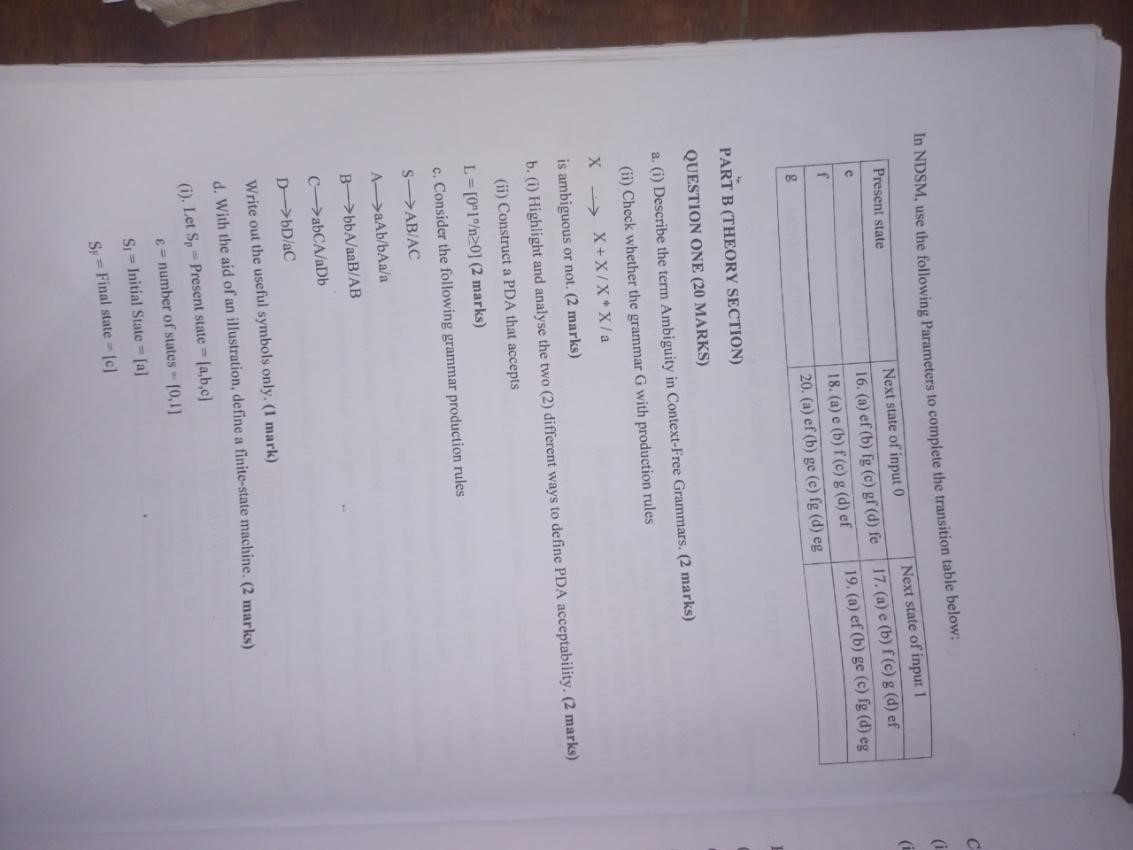 In NDSM, use the following Parameters to complete the transition table below:
Present state Next state of input 0 Next state of input 1
e 16. (a) ef (b) fg (c) gf (d) fe 17. (a) e (b) f (c) g (d) ef
f 18. (a) e (b) f (c) g (d) ef 19. (a) ef (b) ge (c) fg (d) eg
g 20. (a) ef (b) ge (c) fg (d) eg
PART B (THEORY SECTION)
QUESTION ONE (20 MARKS)
a. (i) Describe the term Ambiguity in Context-Free Grammars. (2 marks)
(ii) Check whether the grammar G with production rules
X → X + X / X * X / a
is ambiguous or not. (2 marks)
b. (i) Highlight and analyse the two (2) different ways to define PDA acceptability. (2 marks)
(ii) Construct a PDA that accepts
L = [0ⁿ1ⁿ/n≥0] (2 marks)
c. Consider the following grammar production rules
S→AB/AC
A→aAb/bAa/a
B→bbA/aaB/AB
C→abCA/aDb
D→bD/aC
Write out the useful symbols only. (1 mark)
d. With the aid of an illustration, define a finite-state machine. (2 marks)
(i). Let Sₚ = Present state = [a,b,c]
ε = number of states = [0,1]
S_I = Initial State = [a]
S_F = Final state = [c]
C
(i
(i